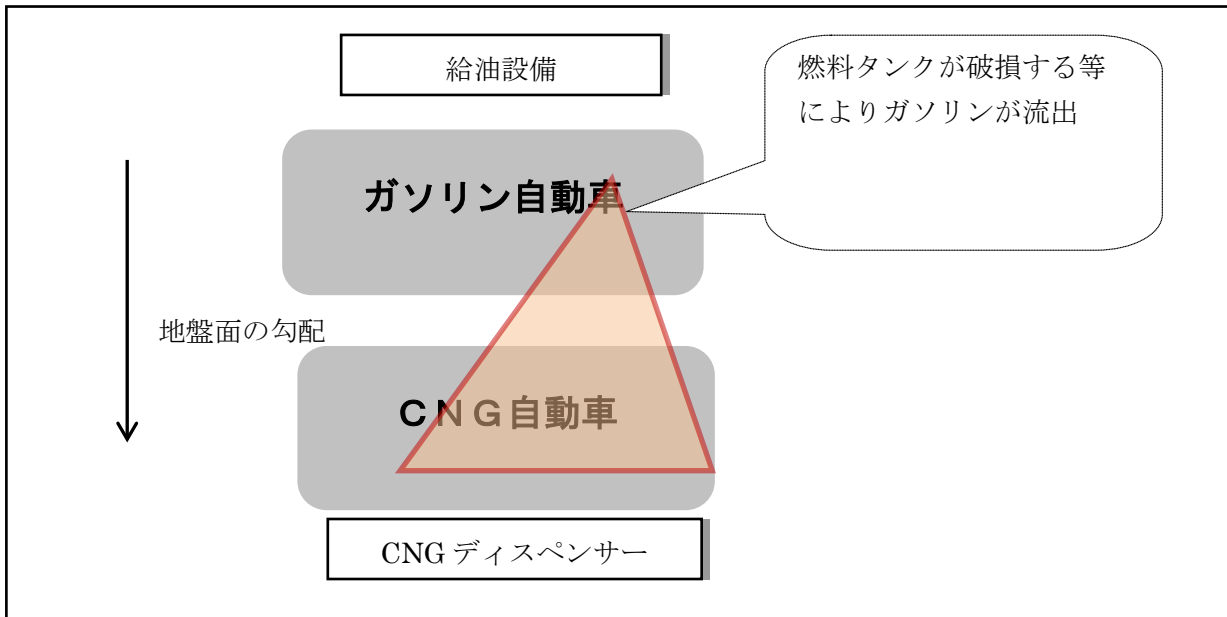 給油設備
燃料タンクが破損する等
によりガソリンが流出
ガソリン自動車
地盤面の勾配
ＣＮＧ自動車
CNG ディスペンサー